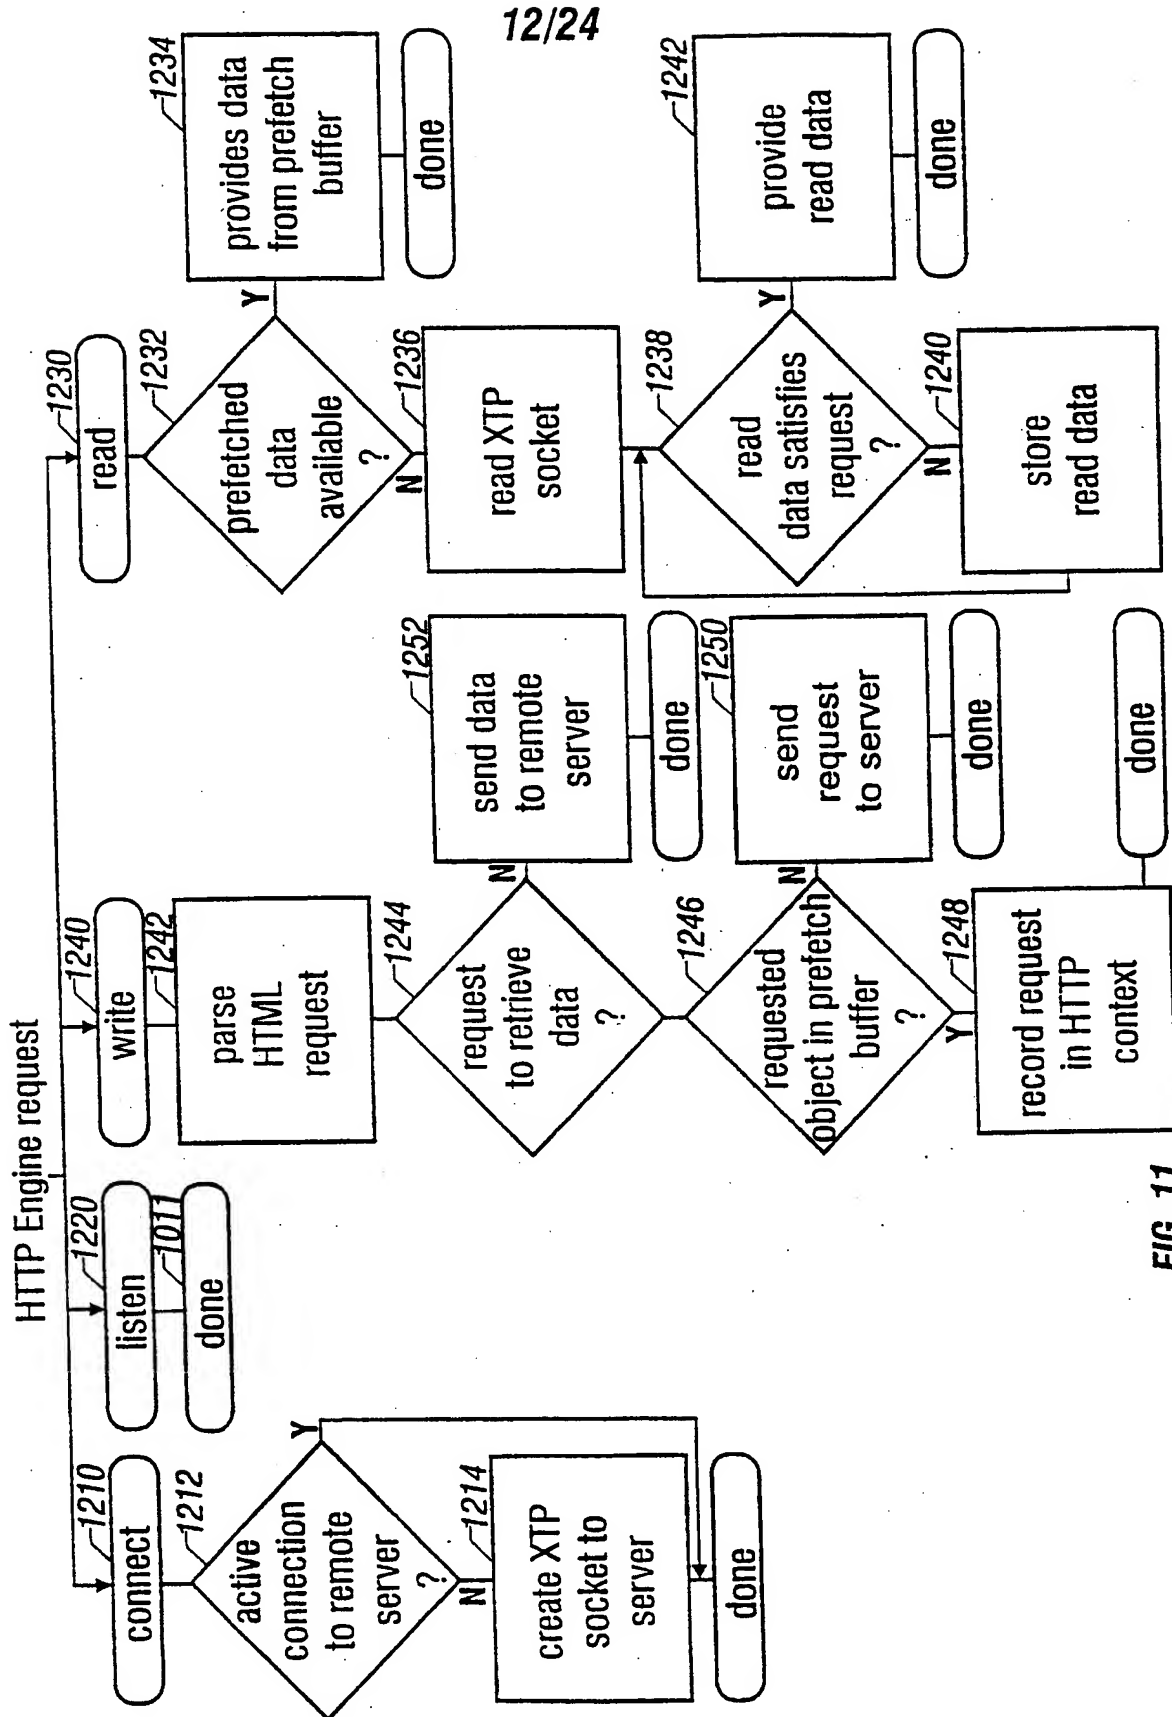 12/24
HTTP Engine request
connect
1210
active
connection
to remote
server
?
1212
Y
N
create XTP
socket to
server
1214
done
listen
1220
done
1011
write
1240
parse
HTML
request
1242
request
to retrieve
data
?
1244
N
send data
to remote
server
1252
done
requested
object in prefetch
buffer
?
1246
N
send
request
to server
1250
done
Y
record request
in HTTP
context
1248
done
read
1230
prefetched
data
available
?
1232
Y
provides data
from prefetch
buffer
1234
done
N
read XTP
socket
1236
read
data satisfies
request
?
1238
Y
provide
read data
1242
done
N
store
read data
1240
FIG. 11